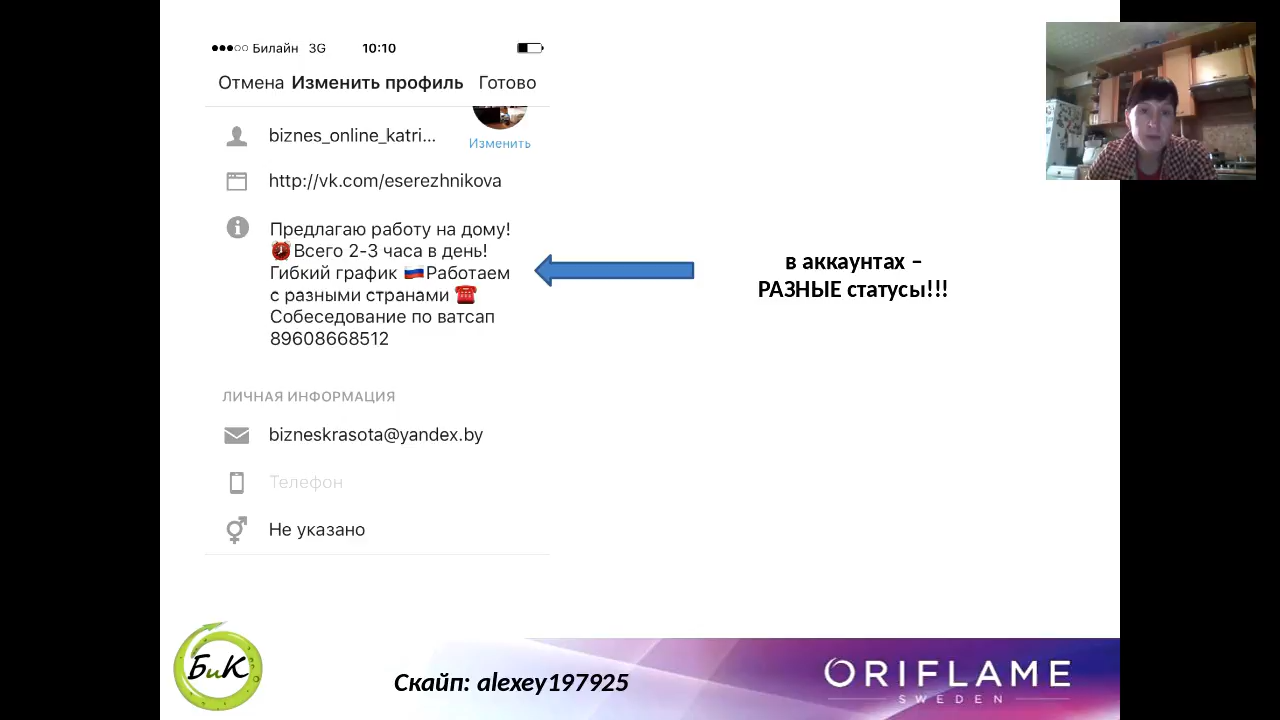 Билайн 3G 10:10
Отмена Изменить профиль Готово
biznes_online_katri...
Изменить
http://vk.com/eserezhnikova
Предлагаю работу на дому!
⏰Всего 2-3 часа в день!
Гибкий график 🇷🇺Работаем
с разными странами ☎️
Собеседование по ватсап
89608668512
в аккаунтах –
РАЗНЫЕ статусы!!!
ЛИЧНАЯ ИНФОРМАЦИЯ
bizneskrasota@yandex.by
Телефон
Не указано
БиК
Скайп: alexey197925
ORIFLAME
SWEDEN